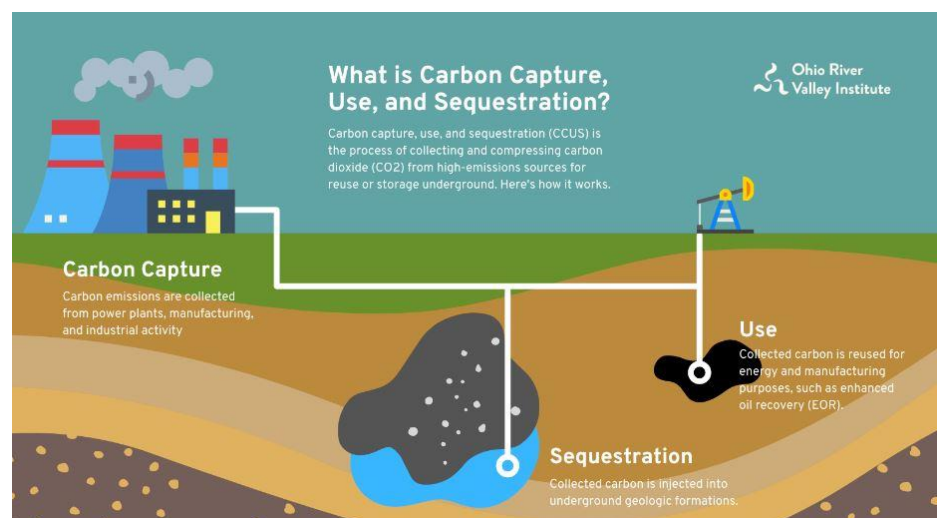 What is Carbon Capture,
Use, and Sequestration?
Carbon capture, use, and sequestration (CCUS) is
the process of collecting and compressing carbon
dioxide (CO2) from high-emissions sources for
reuse or storage underground. Here's how it works.
Ohio River
Valley Institute
Carbon Capture
Carbon emissions are collected
from power plants, manufacturing,
and industrial activity
Use
Collected carbon is reused for
energy and manufacturing
purposes, such as enhanced
oil recovery (EOR).
Sequestration
Collected carbon is injected into
underground geologic formations.